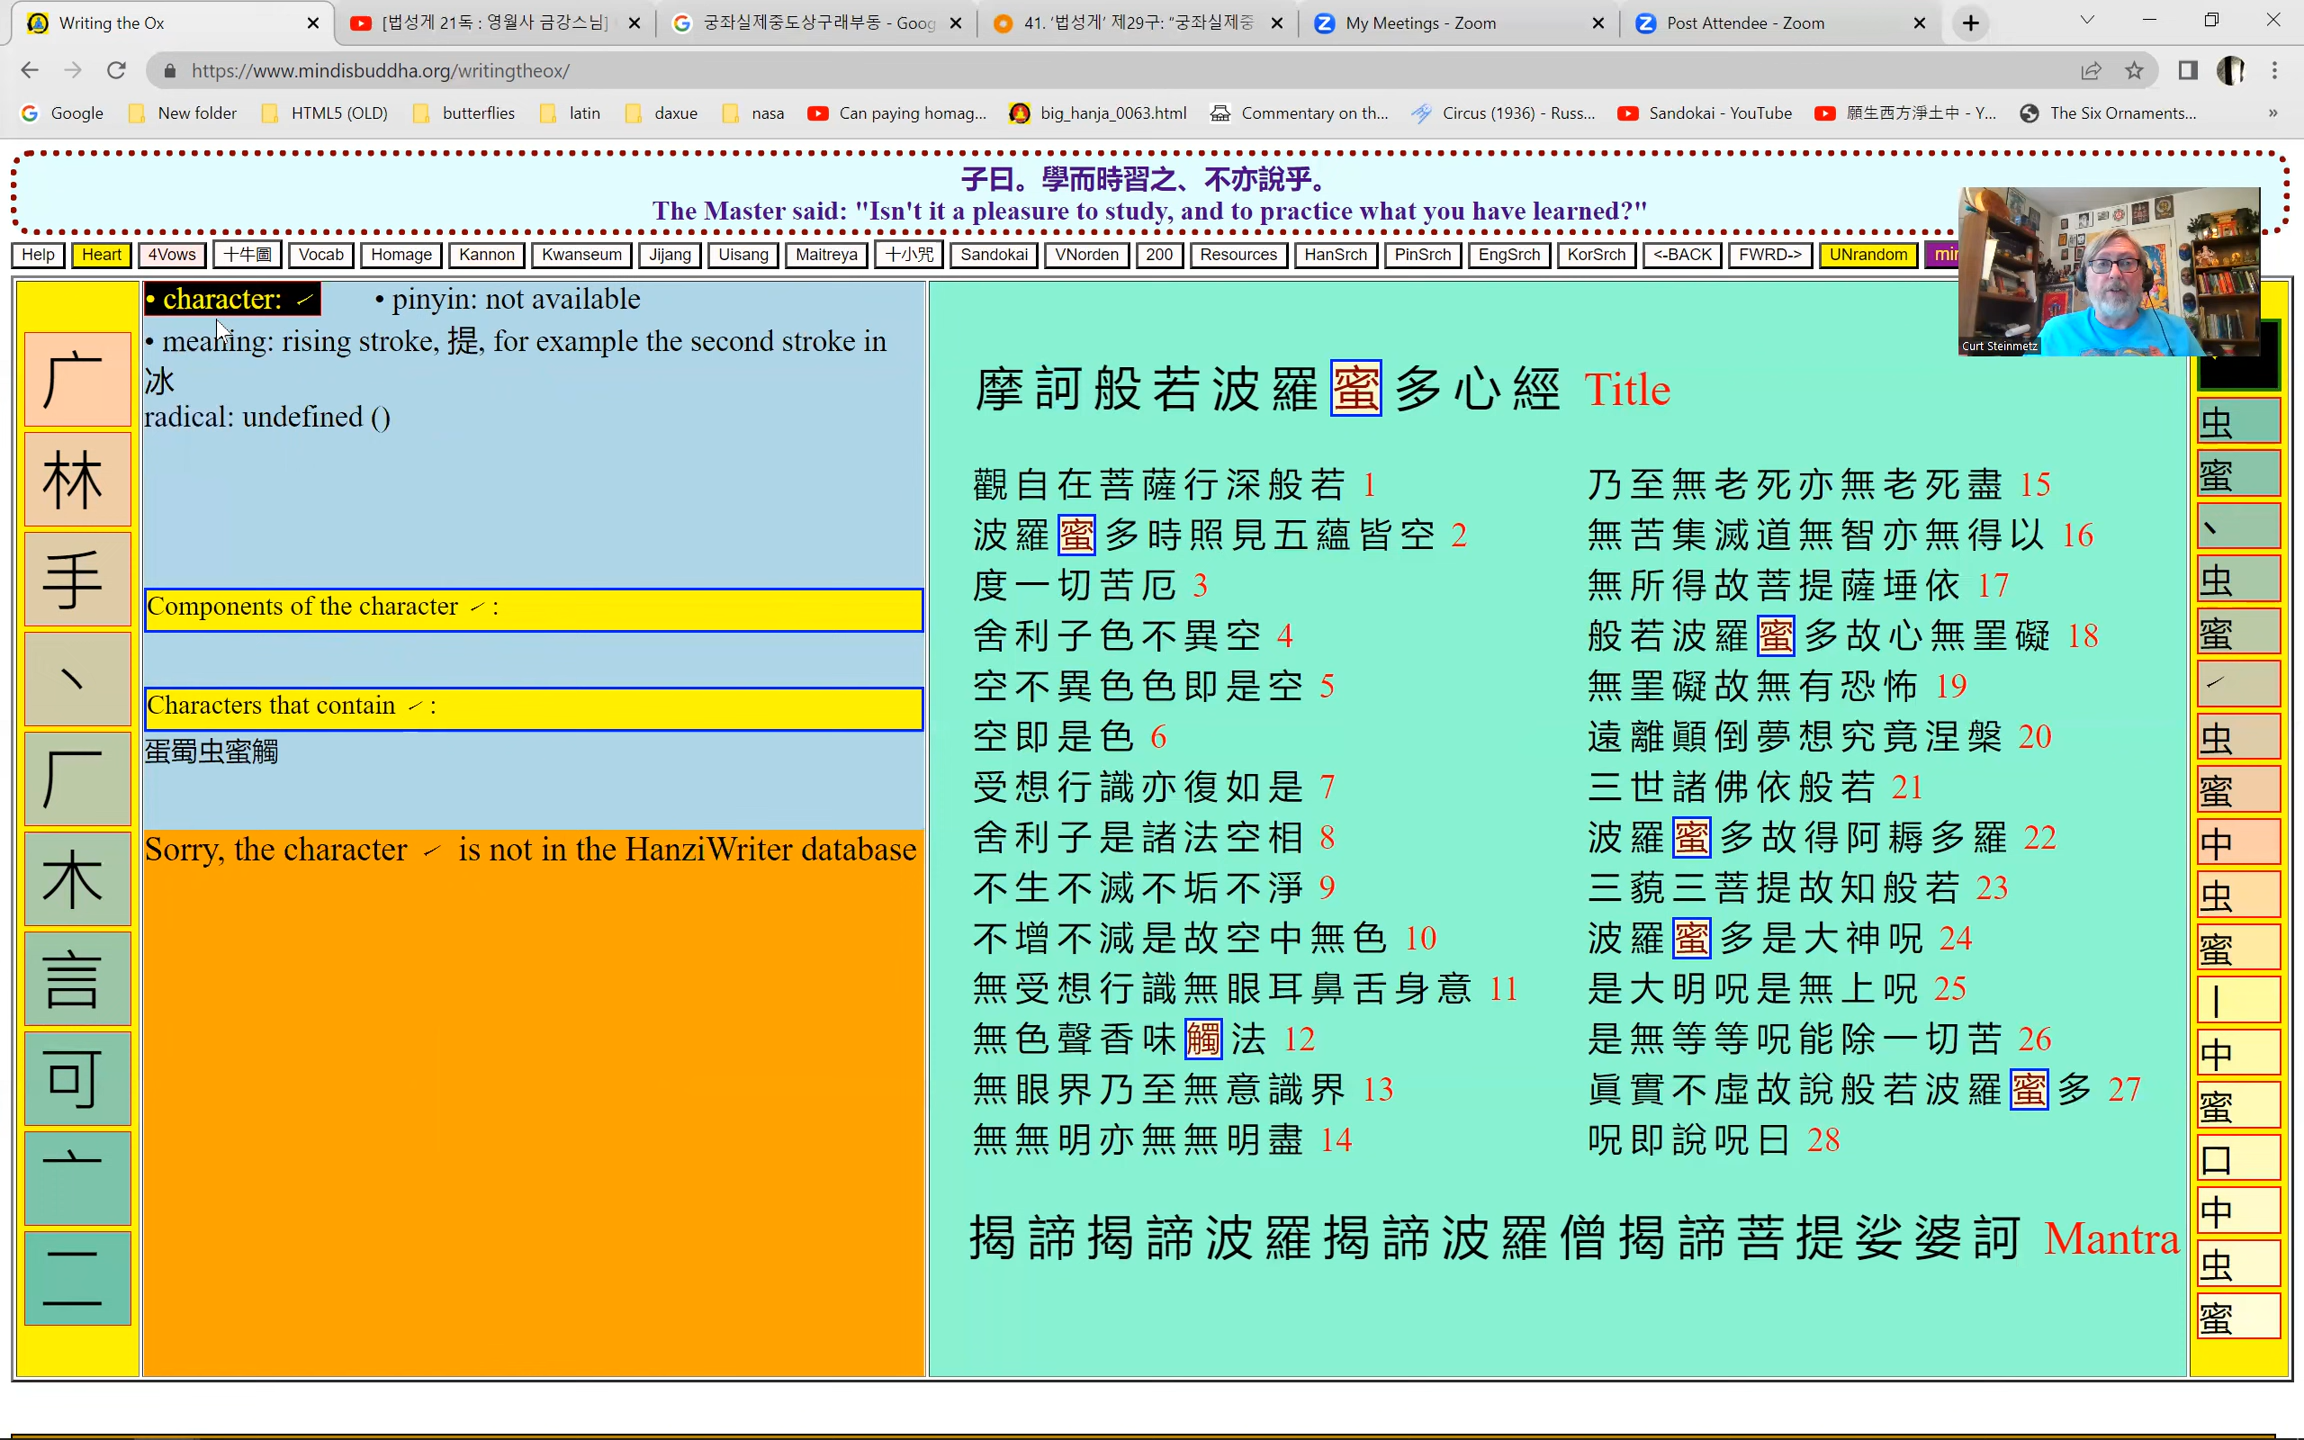 Writing the Ox
[법성게 21독 : 영월사 금강스님]
궁좌실제중도상구래부동 - Goog
41. ‘법성게’ 제29구: “궁좌실제중
My Meetings - Zoom
Post Attendee - Zoom
https://www.mindisbuddha.org/writingtheox/
Google New folder HTML5 (OLD) butterflies latin daxue nasa Can paying homag... big_hanja_0063.html Commentary on th... Circus (1936) - Russ... Sandokai - YouTube 願生西方淨土中 - Y... The Six Ornaments... »
子曰。學而時習之、不亦說乎。
The Master said: "Isn't it a pleasure to study, and to practice what you have learned?"
Help Heart 4Vows 十牛圖 Vocab Homage Kannon Kwanseum Jijang Uisang Maitreya 十小咒 Sandokai VNorden 200 Resources HanSrch PinSrch EngSrch KorSrch <-BACK FWRD-> UNrandom
Curt Steinmetz
广
林
手
丶
厂
木
言
可
亠
二
• character: ㇀ • pinyin: not available
• meaning: rising stroke, 提, for example the second stroke in
冰
radical: undefined ()
Components of the character ㇀ :
Characters that contain ㇀ :
蛋蜀虫蜜觸
Sorry, the character ㇀ is not in the HanziWriter database
摩訶般若波羅蜜多心經 Title
觀自在菩薩行深般若 1
波羅蜜多時照見五蘊皆空 2
度一切苦厄 3
舍利子色不異空 4
空不異色色即是空 5
空即是色 6
受想行識亦復如是 7
舍利子是諸法空相 8
不生不滅不垢不淨 9
不增不減是故空中無色 10
無受想行識無眼耳鼻舌身意 11
無色聲香味觸法 12
無眼界乃至無意識界 13
無無明亦無無明盡 14
乃至無老死亦無老死盡 15
無苦集滅道無智亦無得以 16
無所得故菩提薩埵依 17
般若波羅蜜多故心無罣礙 18
無罣礙故無有恐怖 19
遠離顚倒夢想究竟涅槃 20
三世諸佛依般若 21
波羅蜜多故得阿耨多羅 22
三藐三菩提故知般若 23
波羅蜜多是大神呪 24
是大明呪是無上呪 25
是無等等呪能除一切苦 26
眞實不虛故說般若波羅蜜多 27
呪即說呪曰 28
揭諦揭諦波羅揭諦波羅僧揭諦菩提娑婆訶 Mantra
虫
蜜
丶
虫
蜜
㇀
虫
蜜
中
虫
蜜
丨
中
蜜
口
中
虫
蜜